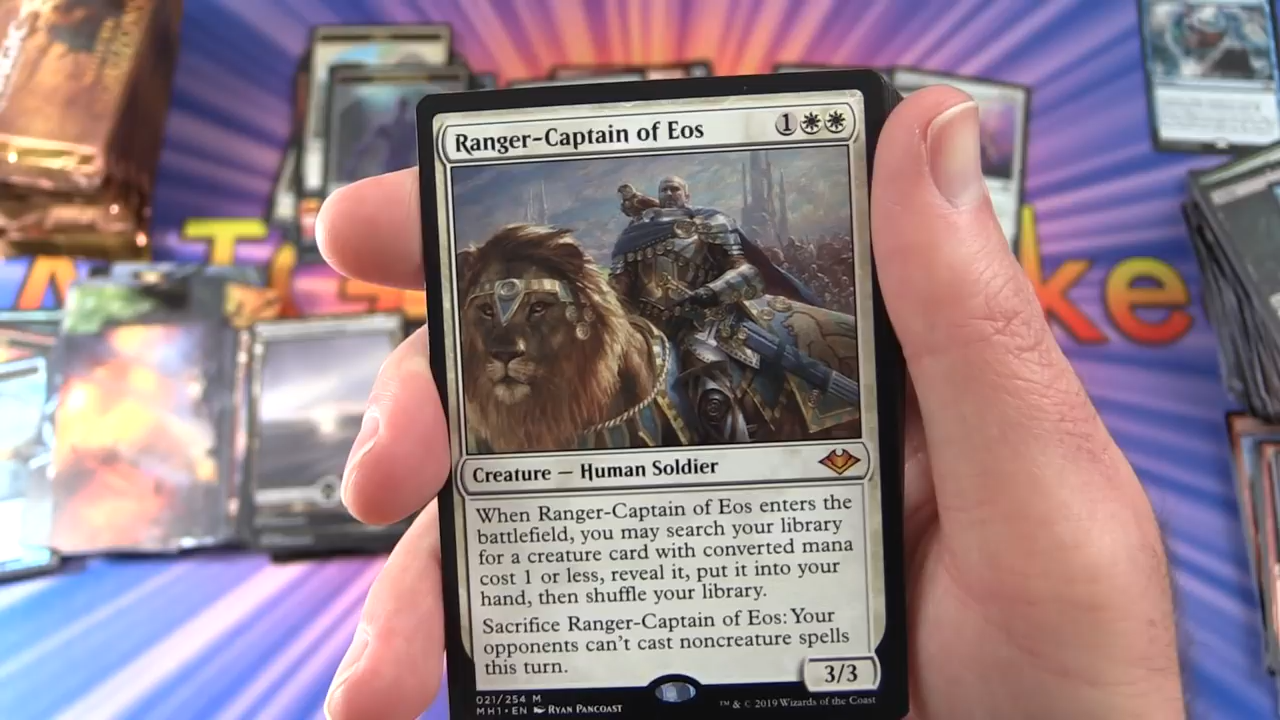 Ranger-Captain of Eos 1
Creature — Human Soldier
When Ranger-Captain of Eos enters the
battlefield, you may search your library
for a creature card with converted mana
cost 1 or less, reveal it, put it into your
hand, then shuffle your library.
Sacrifice Ranger-Captain of Eos: Your
opponents can't cast noncreature spells
this turn.
3/3
021/254 M
MH1 • EN RYAN PANCOAST
™ & © 2019 Wizards of the Coast
ke